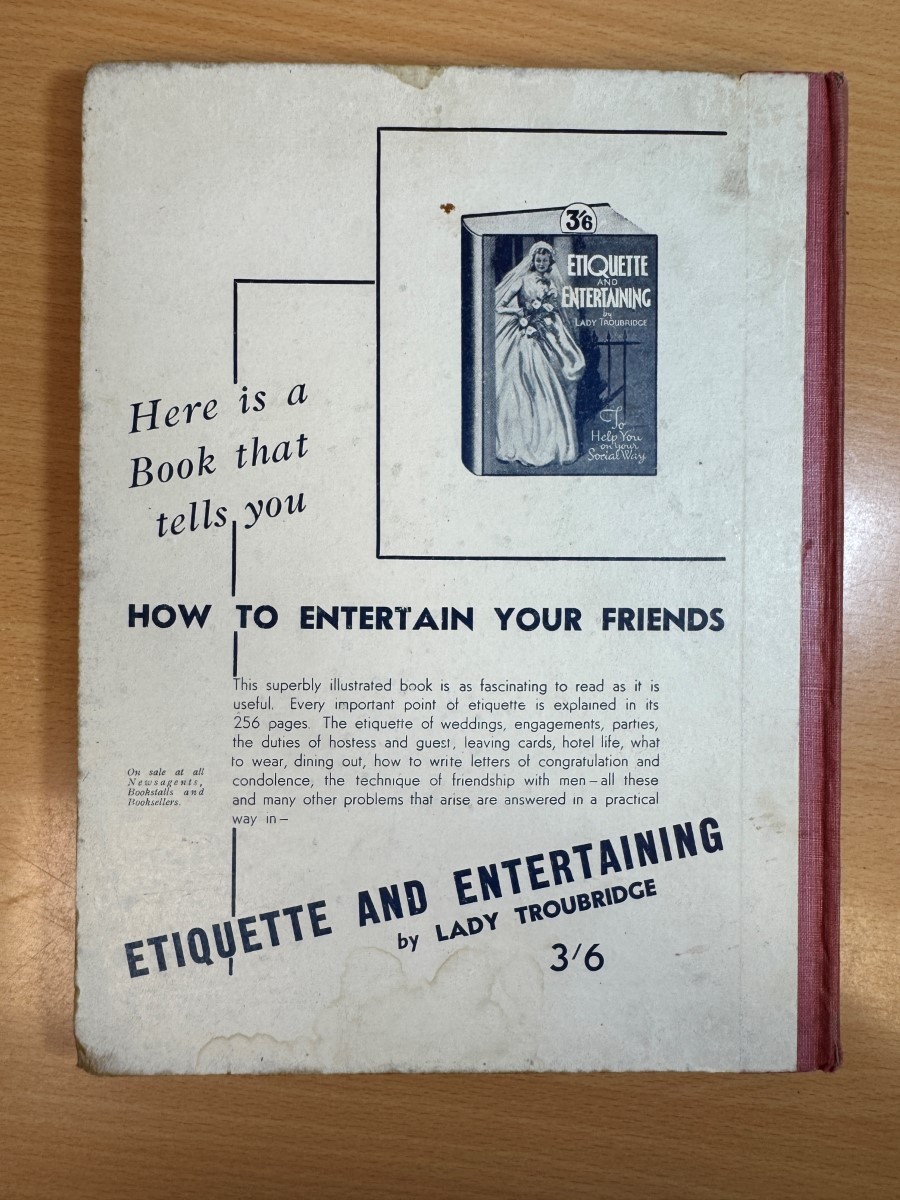 3/6
ETIQUETTE
AND
ENTERTAINING
by
LADY TROUBRIDGE
To
Help You
on your
Social Way
Here is a
Book that
tells you
HOW TO ENTERTAIN YOUR FRIENDS
This superbly illustrated book is as fascinating to read as it is
useful. Every important point of etiquette is explained in its
256 pages. The etiquette of weddings, engagements, parties,
the duties of hostess and guest, leaving cards, hotel life, what
to wear, dining out, how to write letters of congratulation and
condolence, the technique of friendship with men—all these
and many other problems that arise are answered in a practical
way in—
On sale at all
Newsagents,
Bookstalls and
Booksellers.
ETIQUETTE AND ENTERTAINING
by LADY TROUBRIDGE
3/6